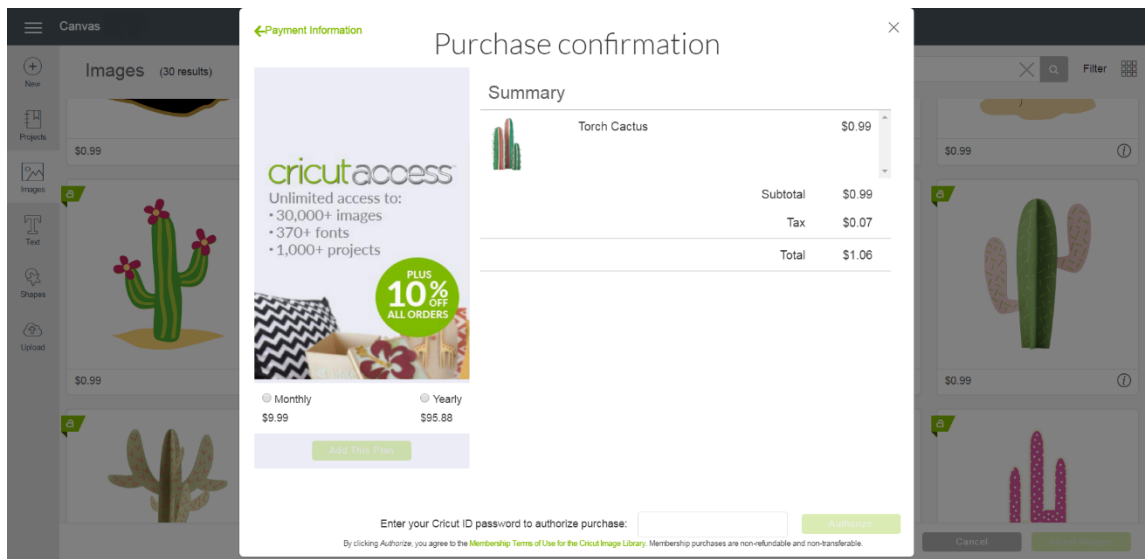 Canvas
New
Projects
Images
Text
Shapes
Upload
Images (30 results)
Filter
$0.99
$0.99
$0.99
$0.99
Payment Information
Purchase confirmation
cricut access™
Unlimited access to:
• 30,000+ images
• 370+ fonts
• 1,000+ projects
PLUS
10% OFF
ALL ORDERS
Monthly
Yearly
$9.99
$95.88
Add This Plan
Summary
Torch Cactus $0.99
Subtotal $0.99
Tax $0.07
Total $1.06
Enter your Cricut ID password to authorize purchase:
Authorize
By clicking Authorize, you agree to the Membership Terms of Use for the Cricut Image Library. Membership purchases are non-refundable and non-transferable.
Cancel